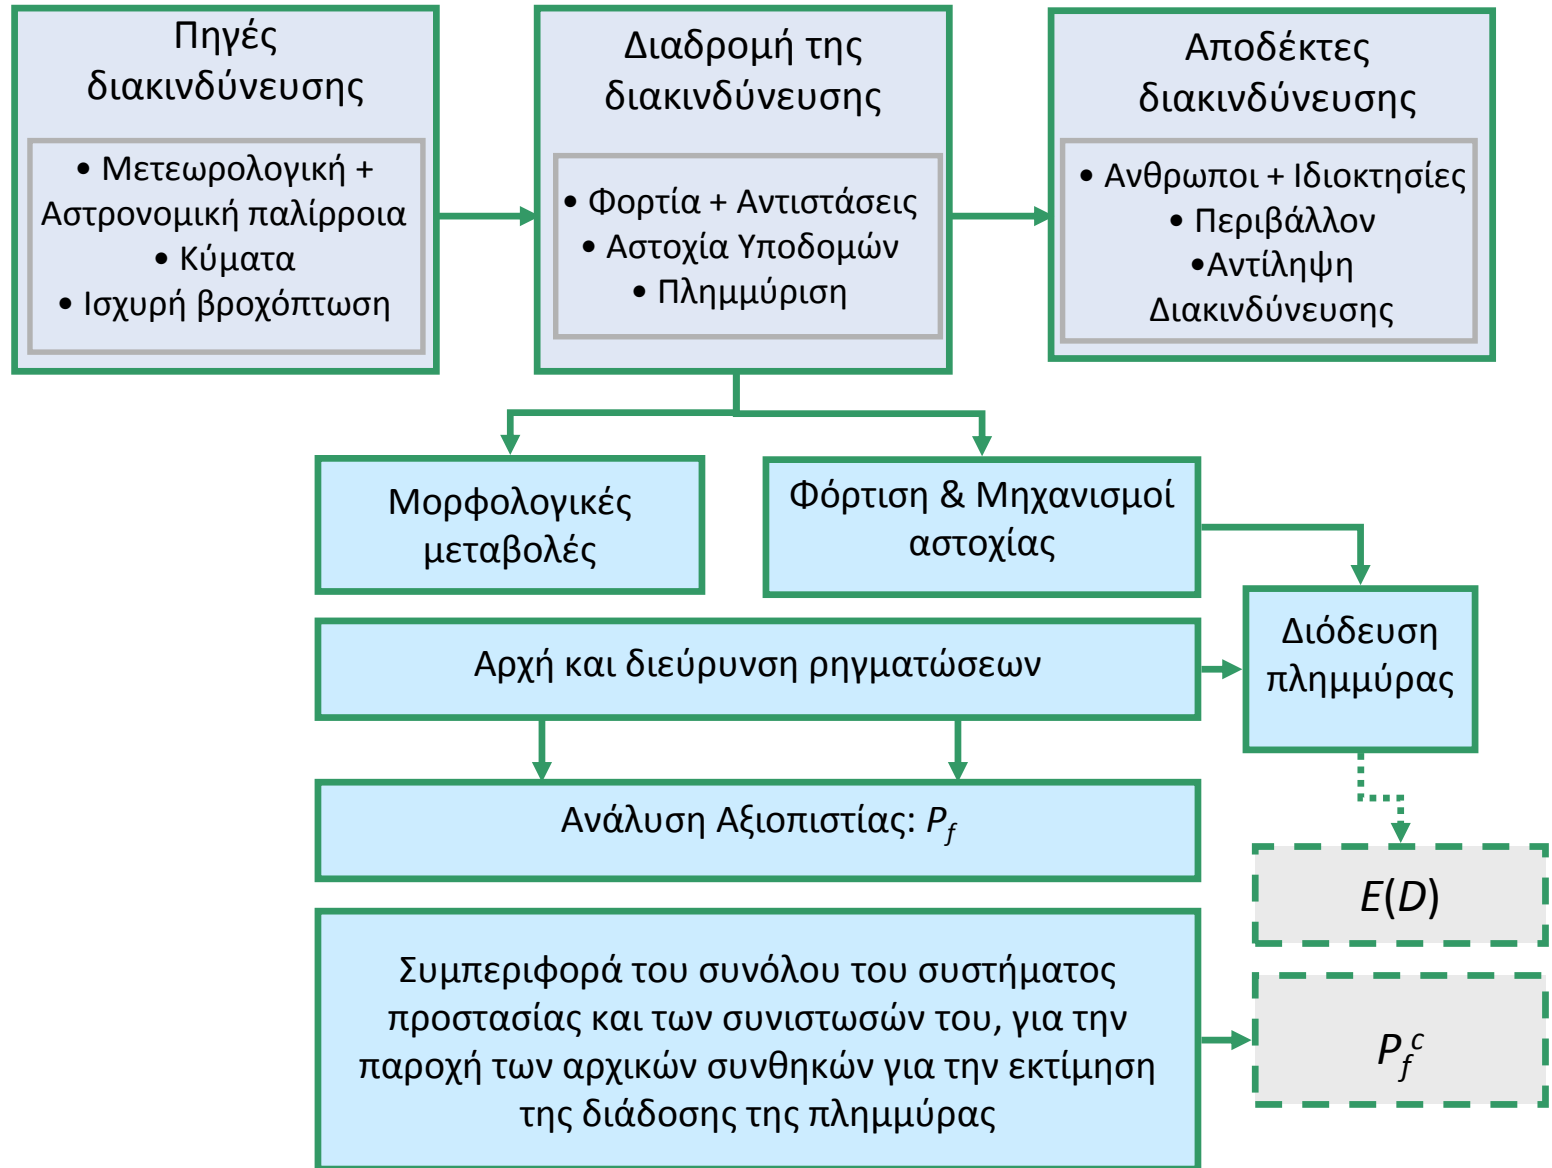 Πηγές
διακινδύνευσης
• Μετεωρολογική +
Αστρονομική παλίρροια
• Κύματα
• Ισχυρή βροχόπτωση
Διαδρομή της
διακινδύνευσης
• Φορτία + Αντιστάσεις
• Αστοχία Υποδομών
• Πλημμύριση
Αποδέκτες
διακινδύνευσης
• Ανθρωποι + Ιδιοκτησίες
• Περιβάλλον
•Αντίληψη
Διακινδύνευσης
Μορφολογικές
μεταβολές
Φόρτιση & Μηχανισμοί
αστοχίας
Αρχή και διεύρυνση ρηγματώσεων
Διόδευση
πλημμύρας
Ανάλυση Αξιοπιστίας: P_f
E(D)
Συμπεριφορά του συνόλου του συστήματος
προστασίας και των συνιστωσών του, για την
παροχή των αρχικών συνθηκών για την εκτίμηση
της διάδοσης της πλημμύρας
P_f^c